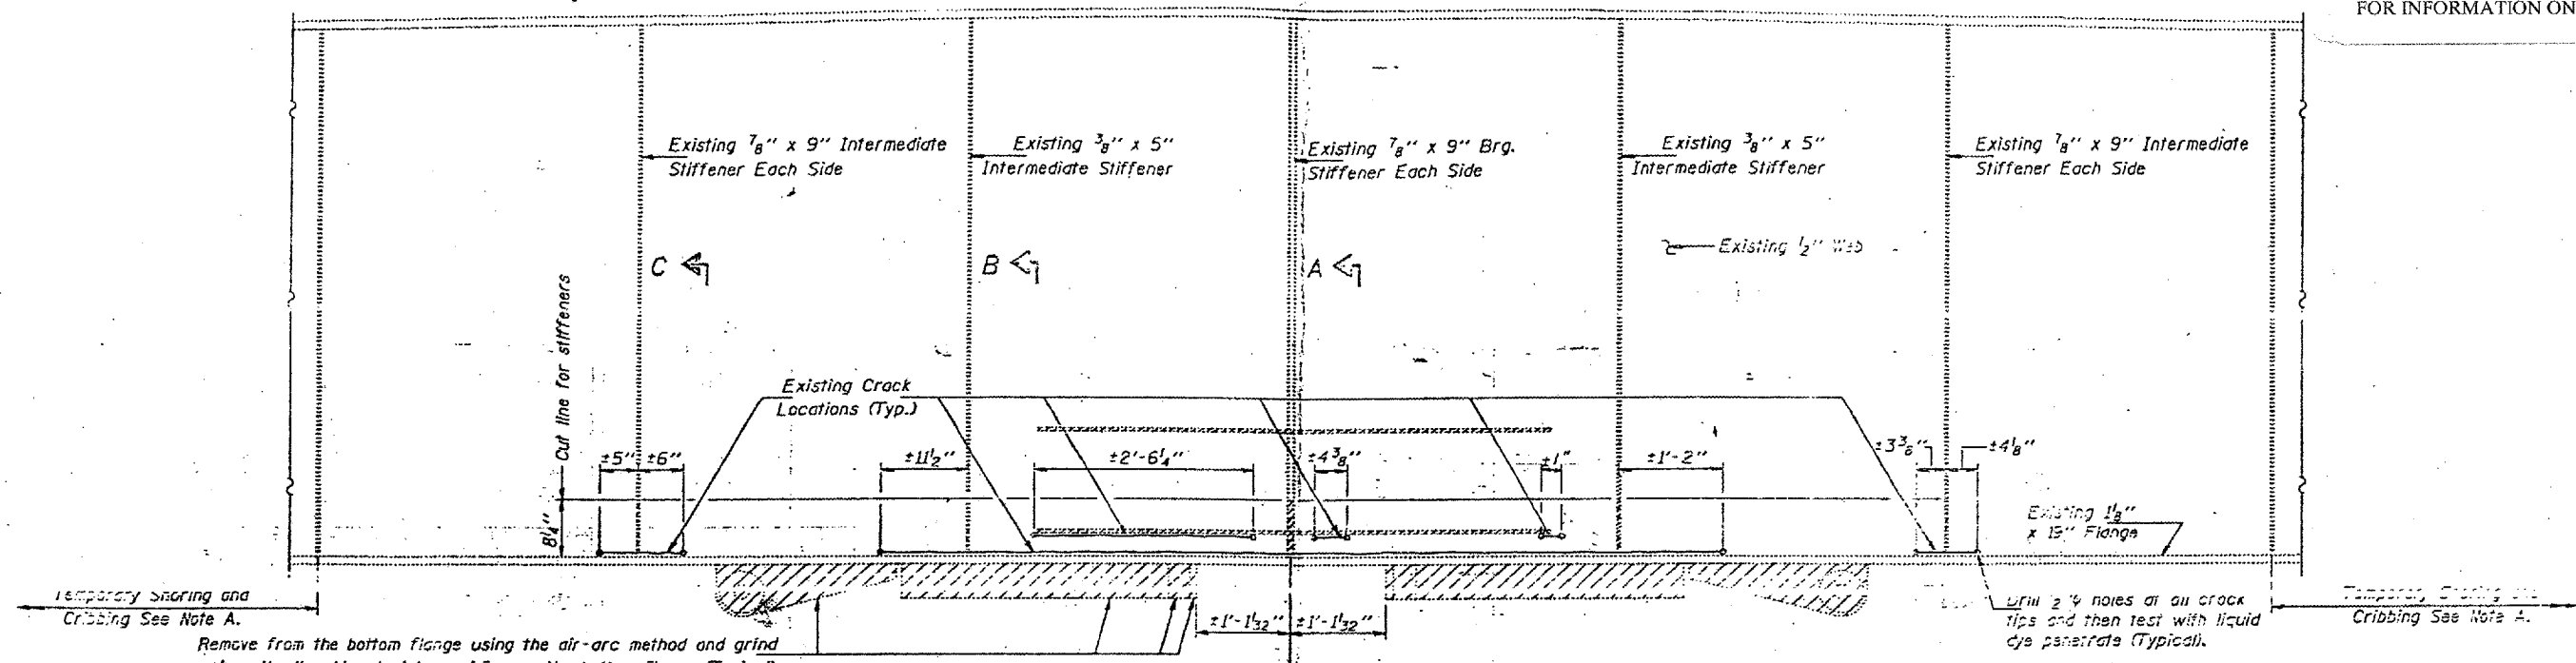 FOR INFORMATION ON
Existing 7/8" x 9" Intermediate
Stiffener Each Side
Existing 3/8" x 5"
Intermediate Stiffener
Existing 7/8" x 9" Brg.
Stiffener Each Side
Existing 3/8" x 5"
Intermediate Stiffener
Existing 7/8" x 9" Intermediate
Stiffener Each Side
Existing 1/2" Web
C
B
A
Cut line for stiffeners
Existing Crack
Locations (Typ.)
±5"
±6"
±11 1/2"
±2'-6 1/4"
±4 3/8"
±1"
±1'-2"
±4 1/8"
8 1/4"
Existing 1 1/8"
x 19" Flange
Temporary Shoring and
Cribbing See Note A.
±1'-1 1/32"
±1'-1 1/32"
Drill holes at all crack
tips and then test with liquid
dye penetrate (Typical).
Cribbing See Note A.
Remove from the bottom flange using the air-arc method and grind